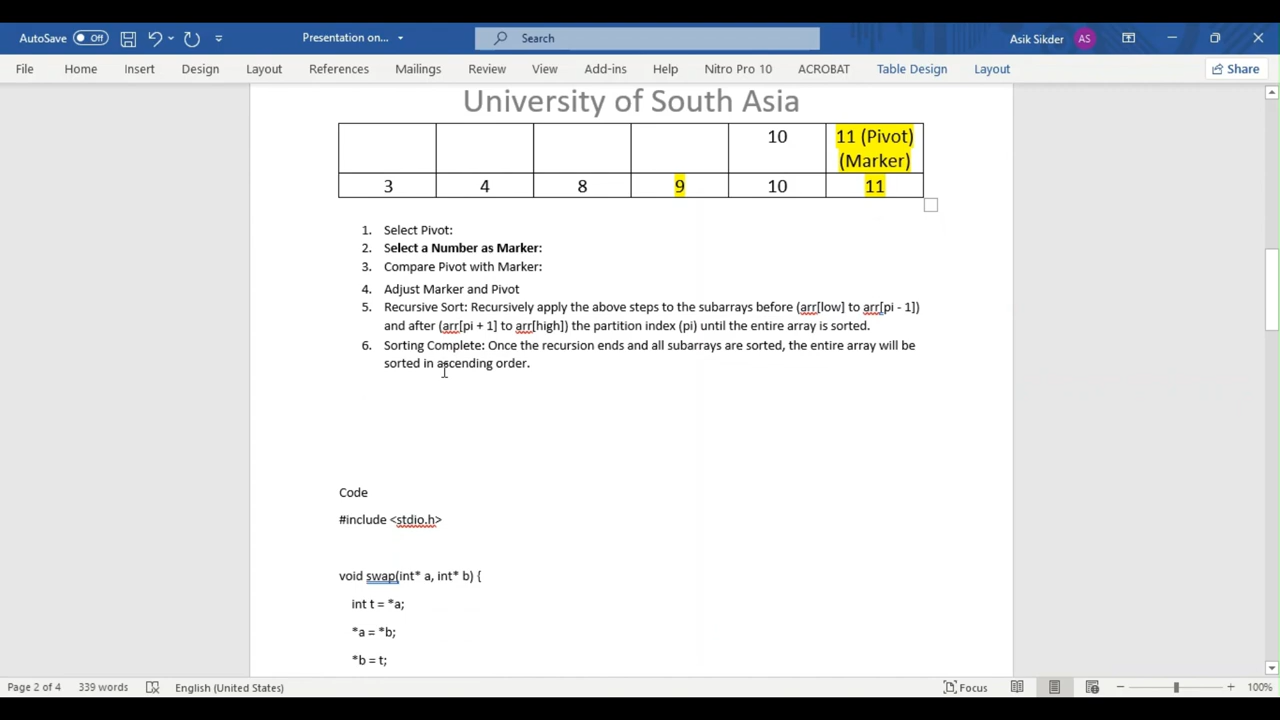 AutoSave Off Presentation on... Search Asik Sikder AS
File Home Insert Design Layout References Mailings Review View Add-ins Help Nitro Pro 10 ACROBAT Table Design Layout Share
University of South Asia
10 11 (Pivot)
(Marker)
3 4 8 9 10 11
1. Select Pivot:
2. Select a Number as Marker:
3. Compare Pivot with Marker:
4. Adjust Marker and Pivot
5. Recursive Sort: Recursively apply the above steps to the subarrays before (arr[low] to arr[pi - 1])
and after (arr[pi + 1] to arr[high]) the partition index (pi) until the entire array is sorted.
6. Sorting Complete: Once the recursion ends and all subarrays are sorted, the entire array will be
sorted in ascending order.
Code
#include <stdio.h>
void swap(int* a, int* b) {
int t = *a;
*a = *b;
*b = t;
Page 2 of 4 339 words English (United States) Focus 100%